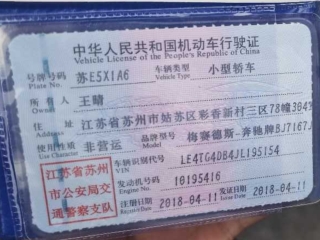 中华人民共和国机动车行驶证
Vehicle License of the People's Republic of China
号牌号码 苏E5X1A6 车辆类型 小型轿车
Plate No. Vehicle Type
所有人 王晴
Owner
住址 江苏省苏州市姑苏区彩香新村三区78幢304
Address
使用性质 非营运 品牌型号 梅赛德斯-奔驰牌BJ7167
Use Character Model
江苏省苏州市公安局交通警察支队
车辆识别代号 LE4TG4DB4JL195154
VIN
发动机号码 10195416
Engine No.
注册日期 2018-04-11 发证日期 2018-04-11
Register Date Issue Date